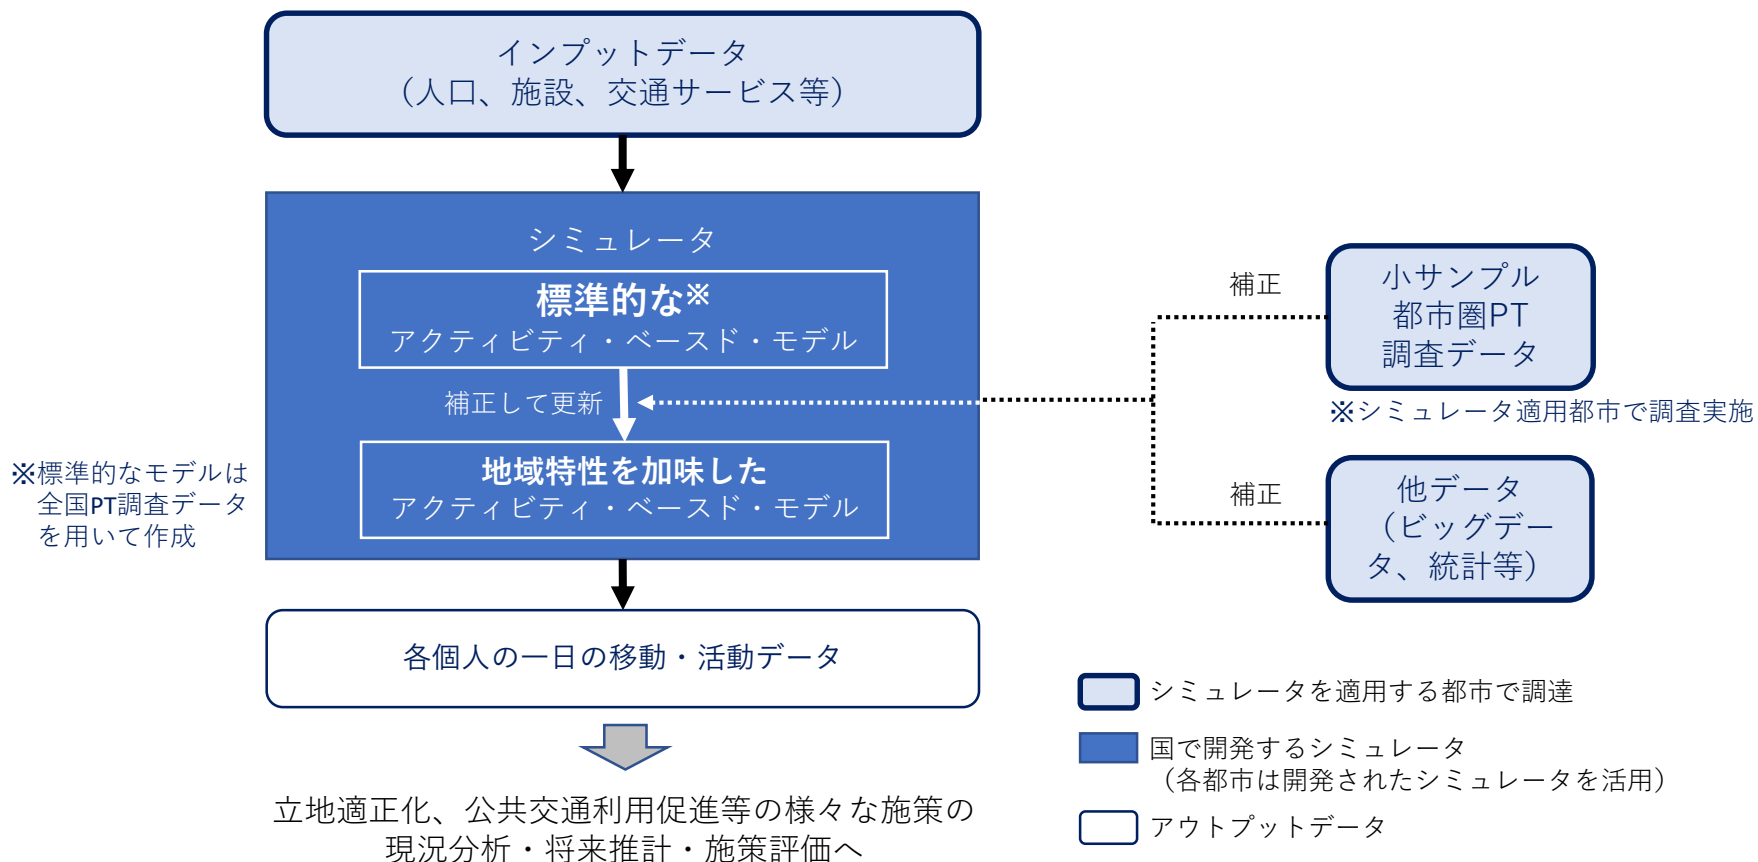 インプットデータ
（人口、施設、交通サービス等）
シミュレータ
標準的な※
アクティビティ・ベースド・モデル
補正して更新
地域特性を加味した
アクティビティ・ベースド・モデル
※標準的なモデルは
全国PT調査データ
を用いて作成
補正
小サンプル
都市圏PT
調査データ
※シミュレータ適用都市で調査実施
補正
他データ
（ビッグデー
タ、統計等）
各個人の一日の移動・活動データ
立地適正化、公共交通利用促進等の様々な施策の
現況分析・将来推計・施策評価へ
シミュレータを適用する都市で調達
国で開発するシミュレータ
（各都市は開発されたシミュレータを活用）
アウトプットデータ